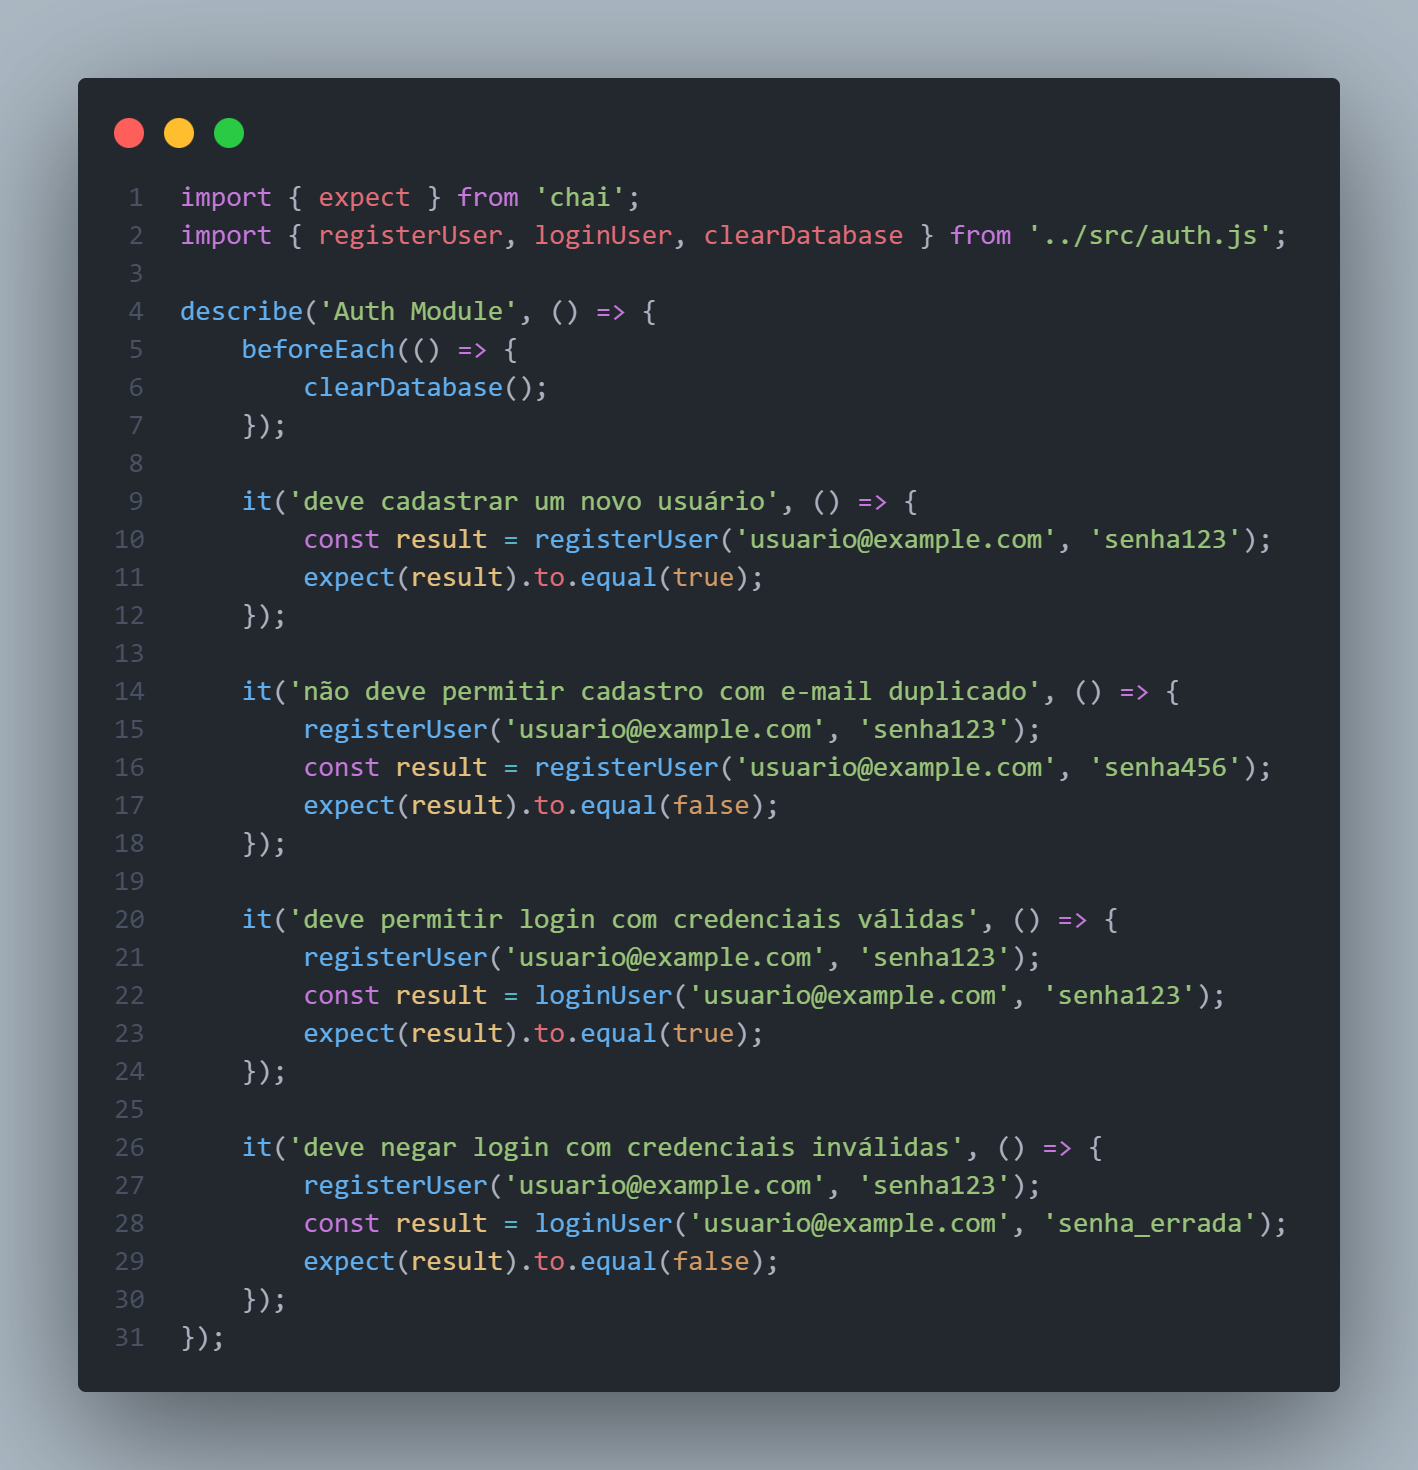 1 import { expect } from 'chai';
2 import { registerUser, loginUser, clearDatabase } from '../src/auth.js';
3
4 describe('Auth Module', () => {
5     beforeEach(() => {
6         clearDatabase();
7     });
8
9     it('deve cadastrar um novo usuário', () => {
10         const result = registerUser('usuario@example.com', 'senha123');
11         expect(result).to.equal(true);
12     });
13
14     it('não deve permitir cadastro com e-mail duplicado', () => {
15         registerUser('usuario@example.com', 'senha123');
16         const result = registerUser('usuario@example.com', 'senha456');
17         expect(result).to.equal(false);
18     });
19
20     it('deve permitir login com credenciais válidas', () => {
21         registerUser('usuario@example.com', 'senha123');
22         const result = loginUser('usuario@example.com', 'senha123');
23         expect(result).to.equal(true);
24     });
25
26     it('deve negar login com credenciais inválidas', () => {
27         registerUser('usuario@example.com', 'senha123');
28         const result = loginUser('usuario@example.com', 'senha_errada');
29         expect(result).to.equal(false);
30     });
31 });